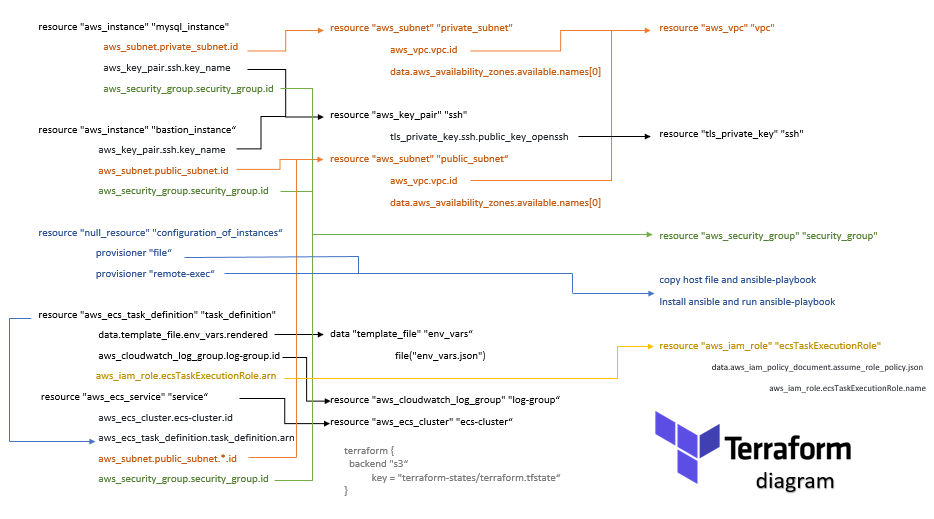 resource "aws_instance" "mysql_instance"
aws_subnet.private_subnet.id
aws_key_pair.ssh.key_name
aws_security_group.security_group.id
resource "aws_instance" "bastion_instance“
aws_key_pair.ssh.key_name
aws_subnet.public_subnet.id
aws_security_group.security_group.id
resource "null_resource" "configuration_of_instances“
provisioner "file“
provisioner "remote-exec“
resource "aws_ecs_task_definition" "task_definition"
data.template_file.env_vars.rendered
aws_cloudwatch_log_group.log-group.id
aws_iam_role.ecsTaskExecutionRole.arn
resource "aws_ecs_service" "service“
aws_ecs_cluster.ecs-cluster.id
aws_ecs_task_definition.task_definition.arn
aws_subnet.public_subnet.*.id
aws_security_group.security_group.id
resource "aws_subnet" "private_subnet"
aws_vpc.vpc.id
data.aws_availability_zones.available.names[0]
resource "aws_key_pair" "ssh"
tls_private_key.ssh.public_key_openssh
resource "aws_subnet" "public_subnet“
aws_vpc.vpc.id
data.aws_availability_zones.available.names[0]
data "template_file" "env_vars“
file("env_vars.json")
resource "aws_cloudwatch_log_group" "log-group“
resource "aws_ecs_cluster" "ecs-cluster“
terraform {
backend "s3“
key = "terraform-states/terraform.tfstate“
}
resource "aws_vpc" "vpc"
resource "tls_private_key" "ssh"
resource "aws_security_group" "security_group"
copy host file and ansible-playbook
Install ansible and run ansible-playbook
resource "aws_iam_role" "ecsTaskExecutionRole"
data.aws_iam_policy_document.assume_role_policy.json
aws_iam_role.ecsTaskExecutionRole.name
Terraform
diagram